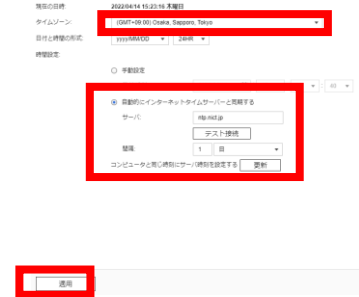 現在の日時: 2022/04/14 15:23:16 木曜日
タイムゾーン: (GMT+09:00) Osaka, Sapporo, Tokyo
日付と時間の形式: yyyy/MM/DD 24HR
時間設定:
手動設定
自動的にインターネットタイムサーバーと同期する
サーバ: ntp.nict.jp
テスト接続
間隔: 1 日
コンピュータと同じ時刻にサーバ時刻を設定する 更新
適用